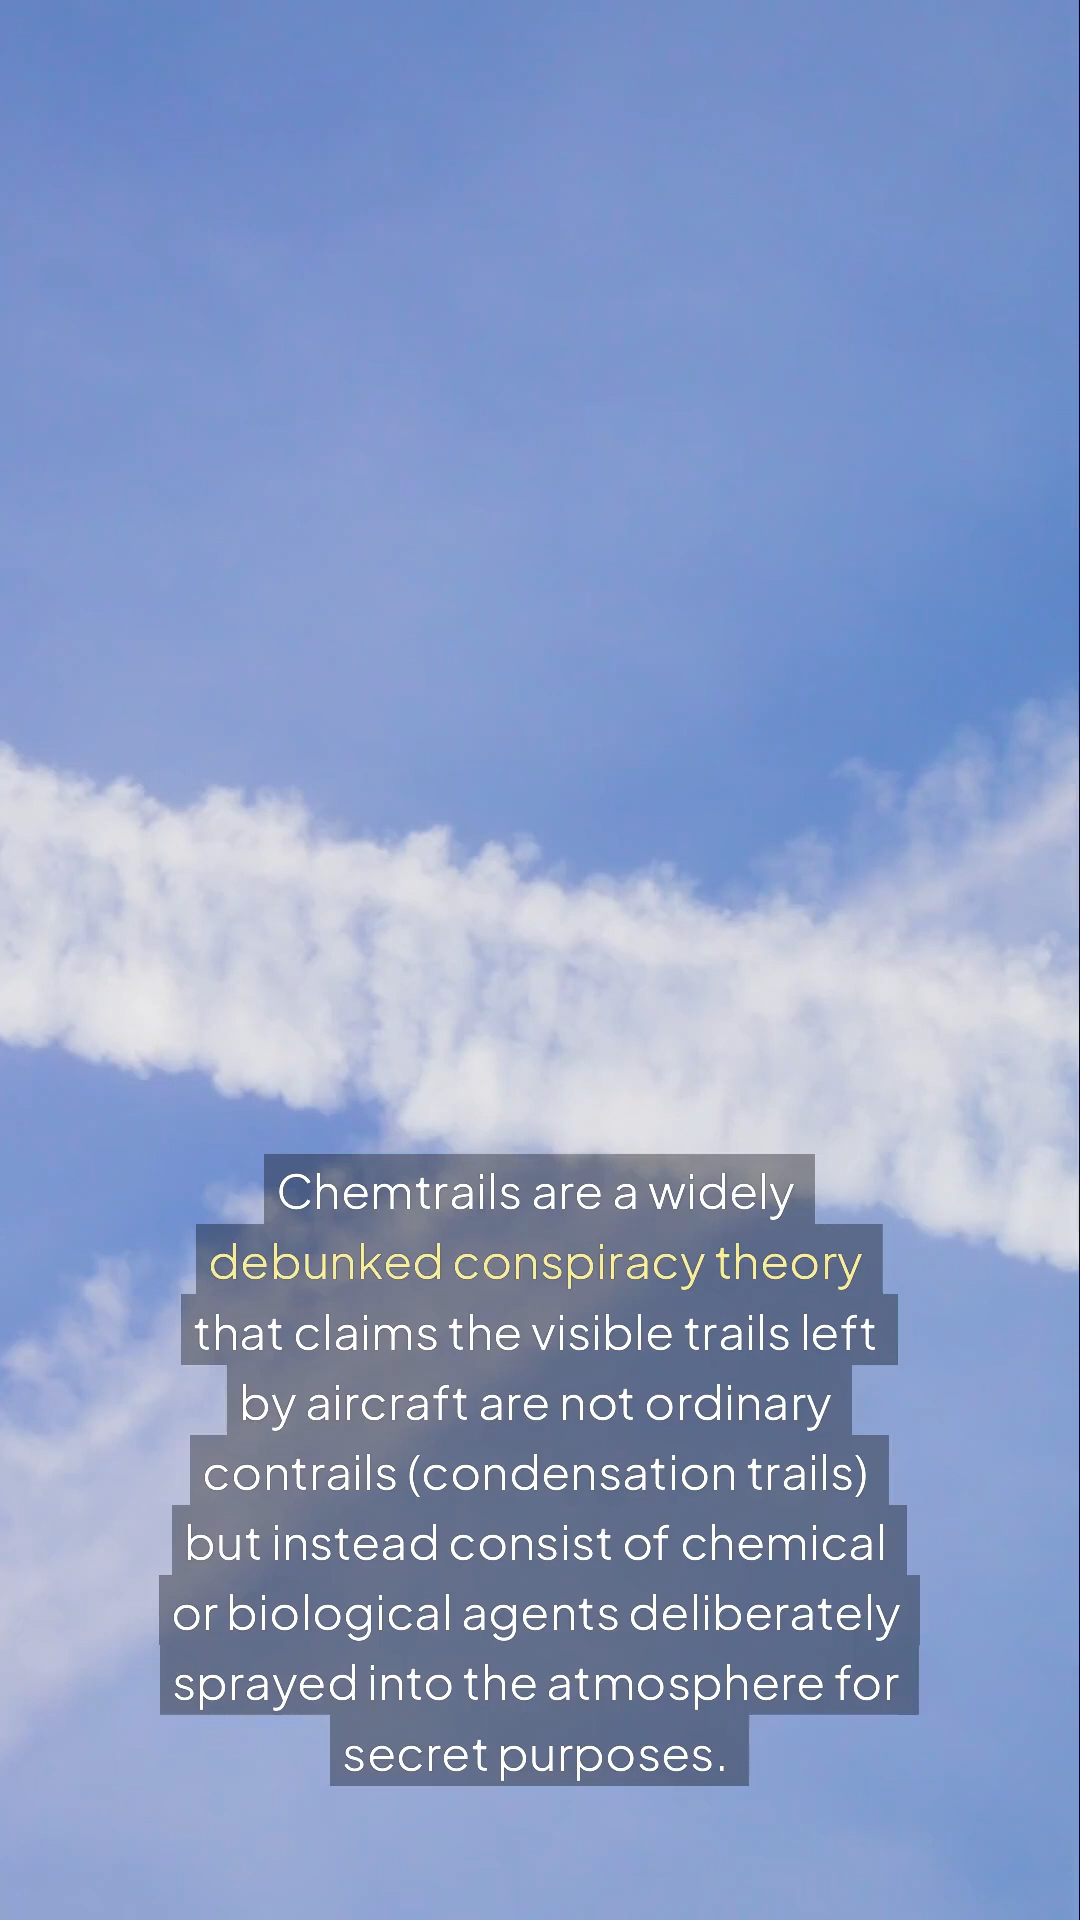 Chemtrails are a widely
debunked conspiracy theory
that claims the visible trails left
by aircraft are not ordinary
contrails (condensation trails)
but instead consist of chemical
or biological agents deliberately
sprayed into the atmosphere for
secret purposes.